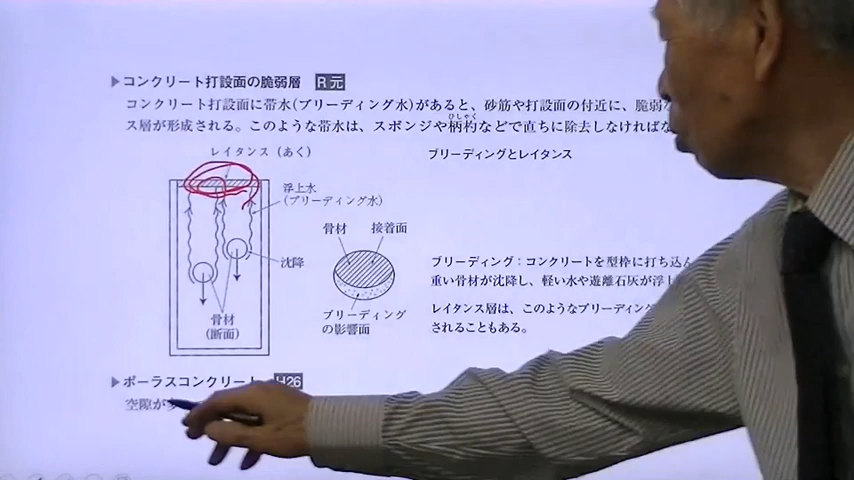 ▶コンクリート打設面の脆弱層 R元
コンクリート打設面に帯水(ブリーディング水)があると、砂筋や打設面の付近に、脆弱
ス層が形成される。このような帯水は、スポンジや柄杓などで直ちに除去しなければな
ひしゃく
レイタンス(あく)
ブリーディングとレイタンス
浮上水
(ブリーディング水)
骨材
接着面
沈降
ブリーディング:コンクリートを型枠に打ち込ん
重い骨材が沈降し、軽い水や遊離石灰が浮
レイタンス層は、このようなブリーディング
されることもある。
骨材
(断面)
ブリーディング
の影響面
▶ポーラスコンクリート H26
空隙が